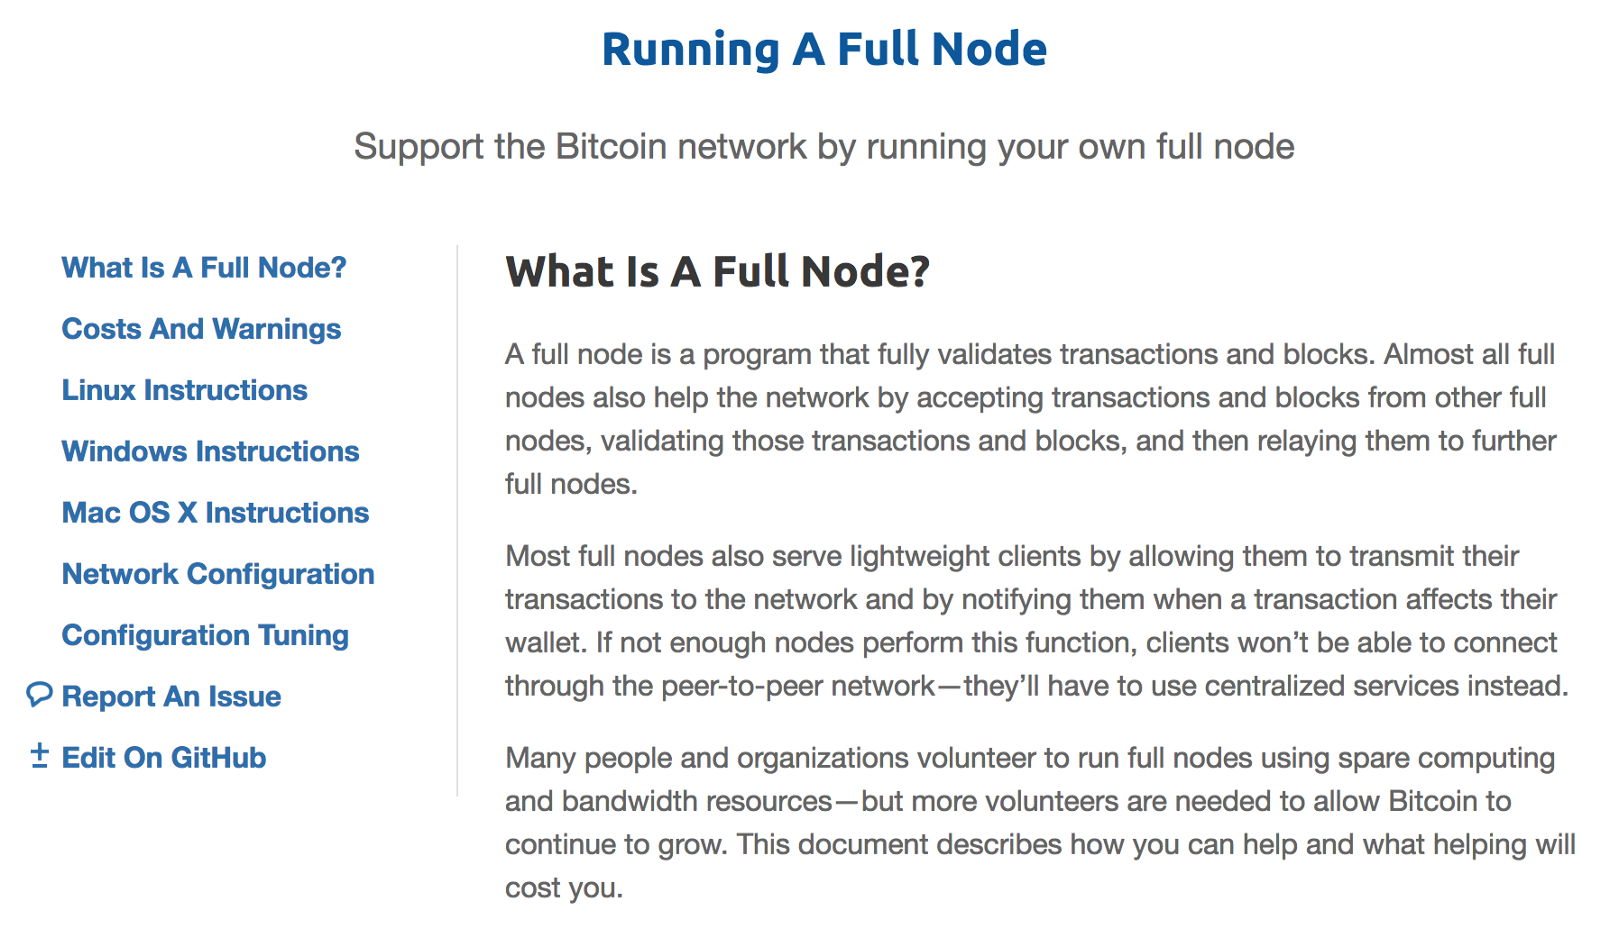 Running A Full Node
Support the Bitcoin network by running your own full node
What Is A Full Node?
Costs And Warnings
Linux Instructions
Windows Instructions
Mac OS X Instructions
Network Configuration
Configuration Tuning
Report An Issue
Edit On GitHub
What Is A Full Node?
A full node is a program that fully validates transactions and blocks. Almost all full
nodes also help the network by accepting transactions and blocks from other full
nodes, validating those transactions and blocks, and then relaying them to further
full nodes.
Most full nodes also serve lightweight clients by allowing them to transmit their
transactions to the network and by notifying them when a transaction affects their
wallet. If not enough nodes perform this function, clients won’t be able to connect
through the peer-to-peer network—they’ll have to use centralized services instead.
Many people and organizations volunteer to run full nodes using spare computing
and bandwidth resources—but more volunteers are needed to allow Bitcoin to
continue to grow. This document describes how you can help and what helping will
cost you.